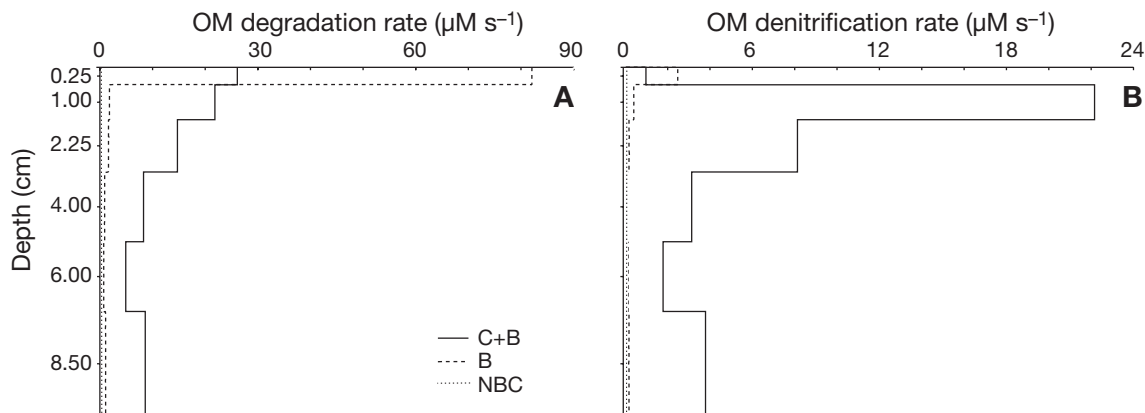 OM degradation rate (µM s⁻¹)
0 30 60 90
OM denitrification rate (µM s⁻¹)
0 6 12 18 24
Depth (cm)
0.25
1.00
2.25
4.00
6.00
8.50
A
B
C+B
B
NBC